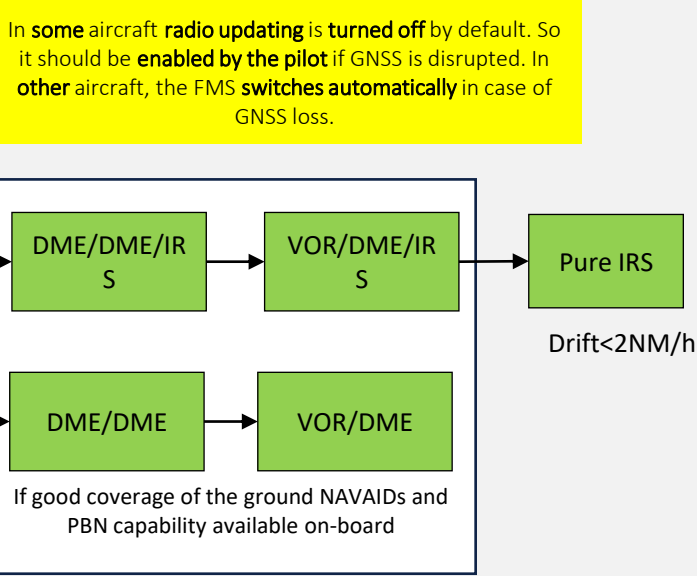 In some aircraft radio updating is turned off by default. So
it should be enabled by the pilot if GNSS is disrupted. In
other aircraft, the FMS switches automatically in case of
GNSS loss.
DME/DME/IR
S
VOR/DME/IR
S
Pure IRS
Drift<2NM/h
DME/DME
VOR/DME
If good coverage of the ground NAVAIDs and
PBN capability available on-board